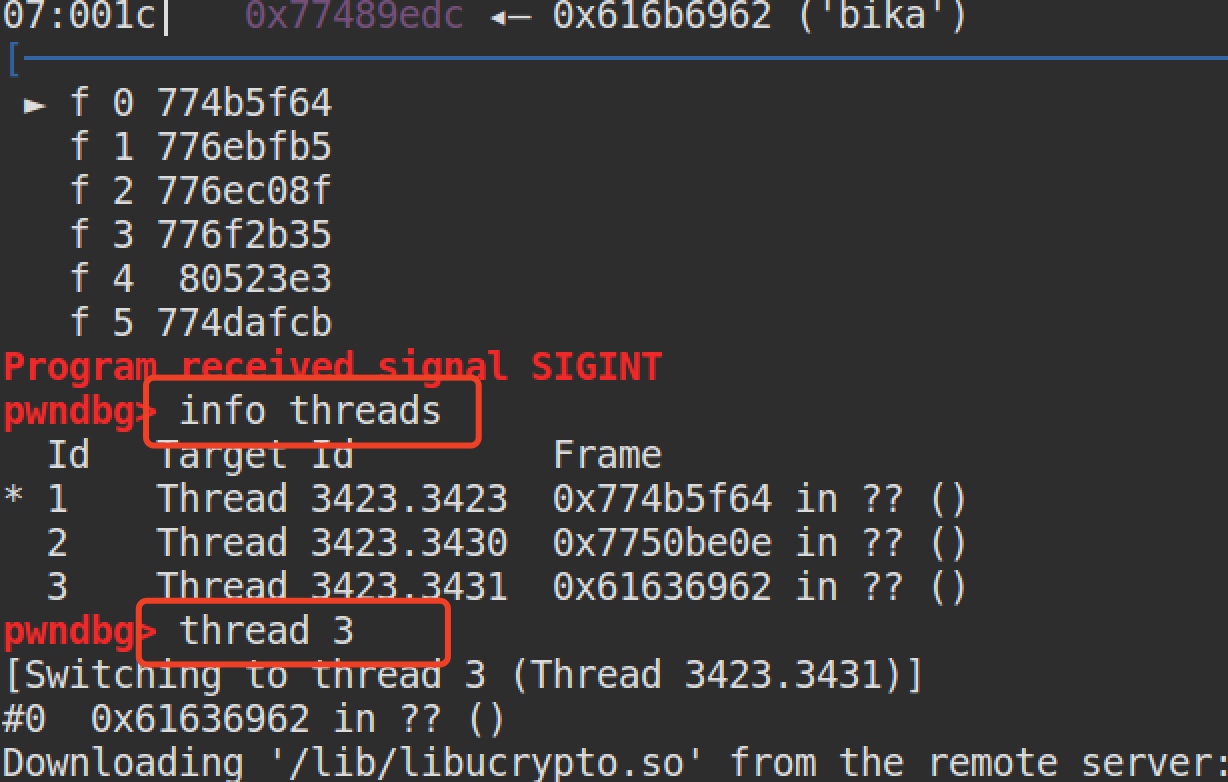 07:001c│ 0x77489edc ◂— 0x616b6962 ('bika')
[
► f 0 774b5f64
f 1 776ebfb5
f 2 776ec08f
f 3 776f2b35
f 4 80523e3
f 5 774dafcb
Program received signal SIGINT
pwndbg> info threads
Id Target Id Frame
* 1 Thread 3423.3423 0x774b5f64 in ?? ()
2 Thread 3423.3430 0x7750be0e in ?? ()
3 Thread 3423.3431 0x61636962 in ?? ()
pwndbg> thread 3
[Switching to thread 3 (Thread 3423.3431)]
#0 0x61636962 in ?? ()
Downloading '/lib/libucrypto.so' from the remote server: